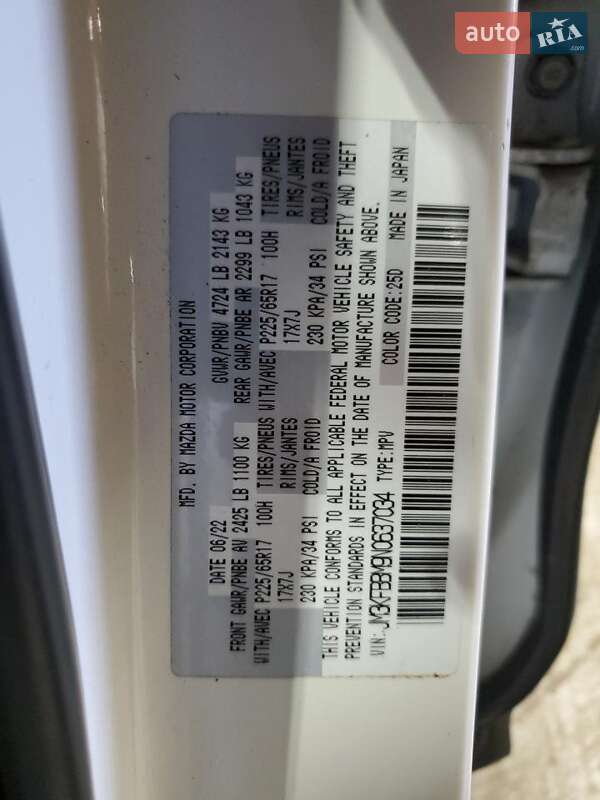 auto RIA.com
MFD. BY MAZDA MOTOR CORPORATION
DATE 06/22 GVWR/PNBV 4724 LB 2143 KG
FRONT GAWR/PNBE AV 2425 LB 1100 KG REAR GAWR/PNBE AR 2299 LB 1043 KG
WITH/AVEC P225/65R17 100H TIRES/PNEUS WITH/AVEC P225/65R17 100H TIRES/PNEUS
17X7J RIMS/JANTES 17X7J RIMS/JANTES
230 KPA/34 PSI COLD/A FROID 230 KPA/34 PSI COLD/A FROID
THIS VEHICLE CONFORMS TO ALL APPLICABLE FEDERAL MOTOR VEHICLE SAFETY AND THEFT
PREVENTION STANDARDS IN EFFECT ON THE DATE OF MANUFACTURE SHOWN ABOVE.
VIN:JM3KFBBM9N0637034 TYPE:MPV COLOR CODE:25D MADE IN JAPAN